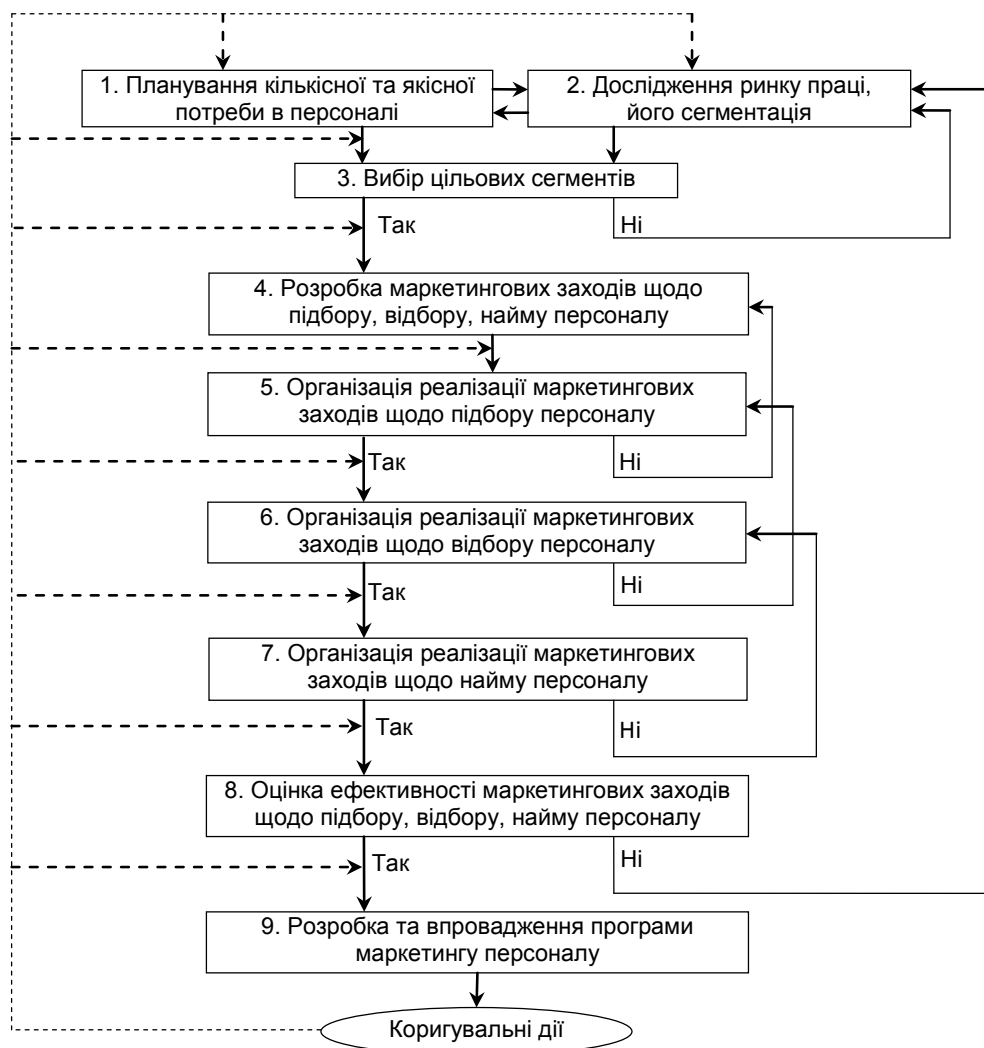 1. Планування кількісної та якісної
потреби в персоналі
2. Дослідження ринку праці,
його сегментація
3. Вибір цільових сегментів
Так
Ні
4. Розробка маркетингових заходів щодо
підбору, відбору, найму персоналу
5. Організація реалізації маркетингових
заходів щодо підбору персоналу
Так
Ні
6. Організація реалізації маркетингових
заходів щодо відбору персоналу
Так
Ні
7. Організація реалізації маркетингових
заходів щодо найму персоналу
Так
Ні
8. Оцінка ефективності маркетингових заходів
щодо підбору, відбору, найму персоналу
Так
Ні
9. Розробка та впровадження програми
маркетингу персоналу
Коригувальні дії